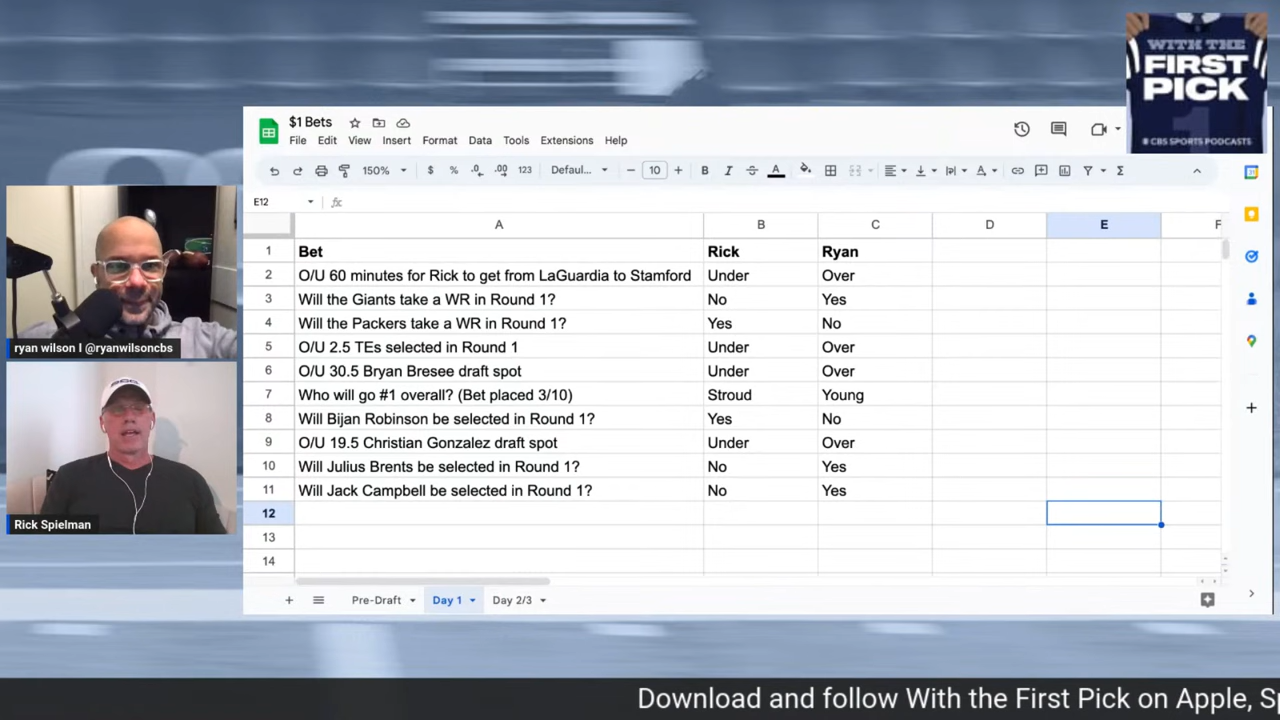 WITH THE
FIRST
PICK
CBS SPORTS PODCASTS
$1 Bets
File Edit View Insert Format Data Tools Extensions Help
150% $ % .0 .00 123 Defaul... 10 B I S A Σ
E12 fx
A B C D E F
1 Bet Rick Ryan
2 O/U 60 minutes for Rick to get from LaGuardia to Stamford Under Over
3 Will the Giants take a WR in Round 1? No Yes
4 Will the Packers take a WR in Round 1? Yes No
5 O/U 2.5 TEs selected in Round 1 Under Over
6 O/U 30.5 Bryan Bresee draft spot Under Over
7 Who will go #1 overall? (Bet placed 3/10) Stroud Young
8 Will Bijan Robinson be selected in Round 1? Yes No
9 O/U 19.5 Christian Gonzalez draft spot Under Over
10 Will Julius Brents be selected in Round 1? No Yes
11 Will Jack Campbell be selected in Round 1? No Yes
12
13
14
Pre-Draft Day 1 Day 2/3
ryan wilson I @ryanwilsoncbs
Rick Spielman
Download and follow With the First Pick on Apple, Sp